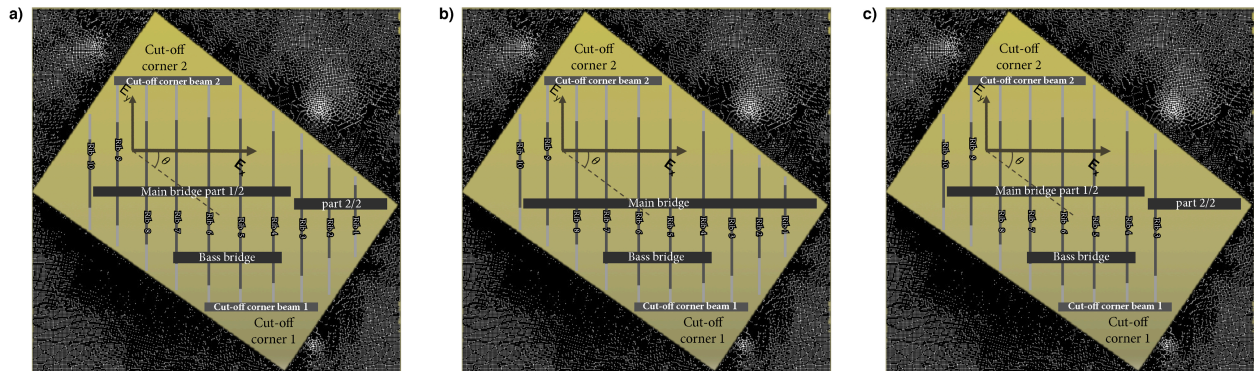 a)
Cut-off
corner 2
Cut-off corner beam 2
Ey
Ex
θ
Rib- 10
Rib- 9
Main bridge part 1/2
part 2/2
Rib- 8
Rib- 7
Rib- 6
Rib- 5
Rib- 4
Rib- 3
Rib- 2
Rib- 1
Bass bridge
Cut-off corner beam 1
Cut-off
corner 1
b)
Cut-off
corner 2
Cut-off corner beam 2
Ey
Ex
θ
Rib- 10
Rib- 9
Main bridge
Rib- 8
Rib- 7
Rib- 6
Rib- 5
Rib- 4
Rib- 3
Rib- 2
Rib- 1
Bass bridge
Cut-off corner beam 1
Cut-off
corner 1
c)
Cut-off
corner 2
Cut-off corner beam 2
Ey
Ex
θ
Rib- 10
Rib- 9
Main bridge part 1/2
part 2/2
Rib- 8
Rib- 7
Rib- 6
Rib- 5
Rib- 4
Rib- 3
Bass bridge
Cut-off corner beam 1
Cut-off
corner 1